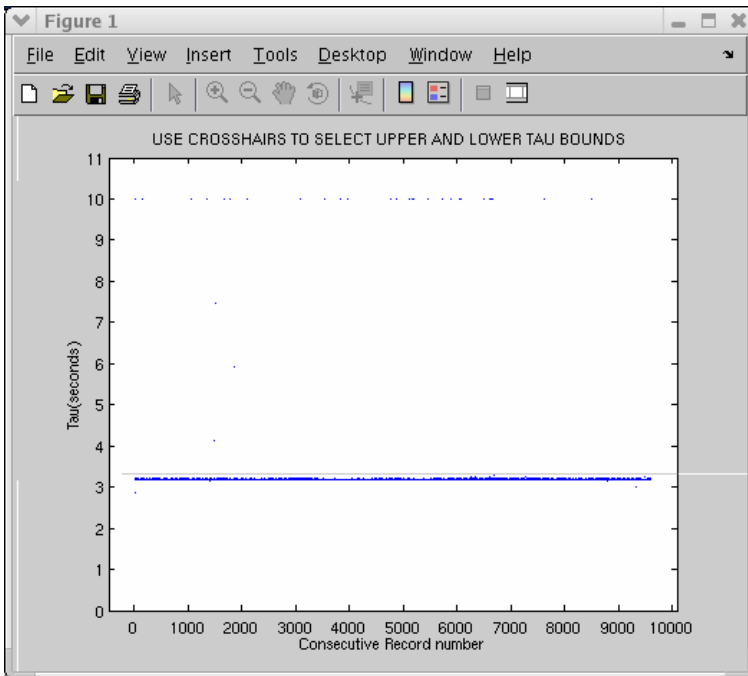 Figure 1
File Edit View Insert Tools Desktop Window Help
USE CROSSHAIRS TO SELECT UPPER AND LOWER TAU BOUNDS
11
10
9
8
7
6
5
4
3
2
1
0
Tau(seconds)
0 1000 2000 3000 4000 5000 6000 7000 8000 9000 10000
Consecutive Record number